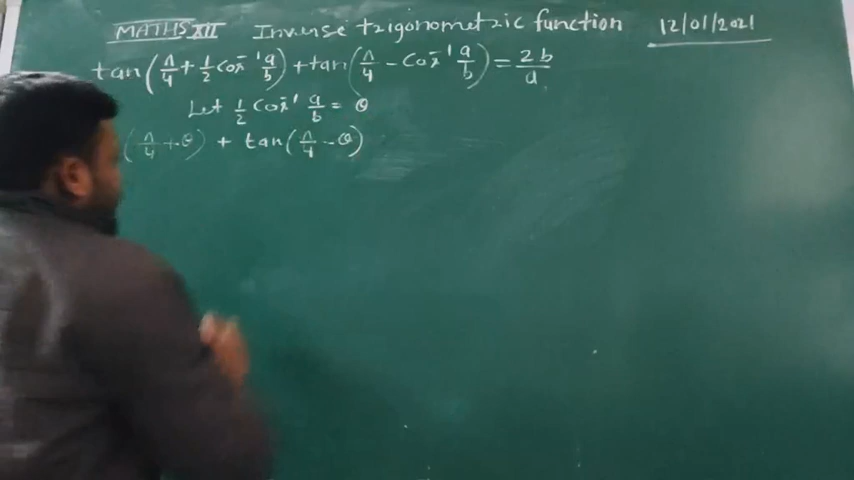 MATHS XII Inverse trigonometric function 12/01/2021
tan(π/4 + 1/2 Cos⁻¹ a/b) + tan(π/4 - Cos⁻¹ a/b) = 2b/a
Let 1/2 Cos⁻¹ a/b = θ
(π/4 + θ) + tan(π/4 - θ)